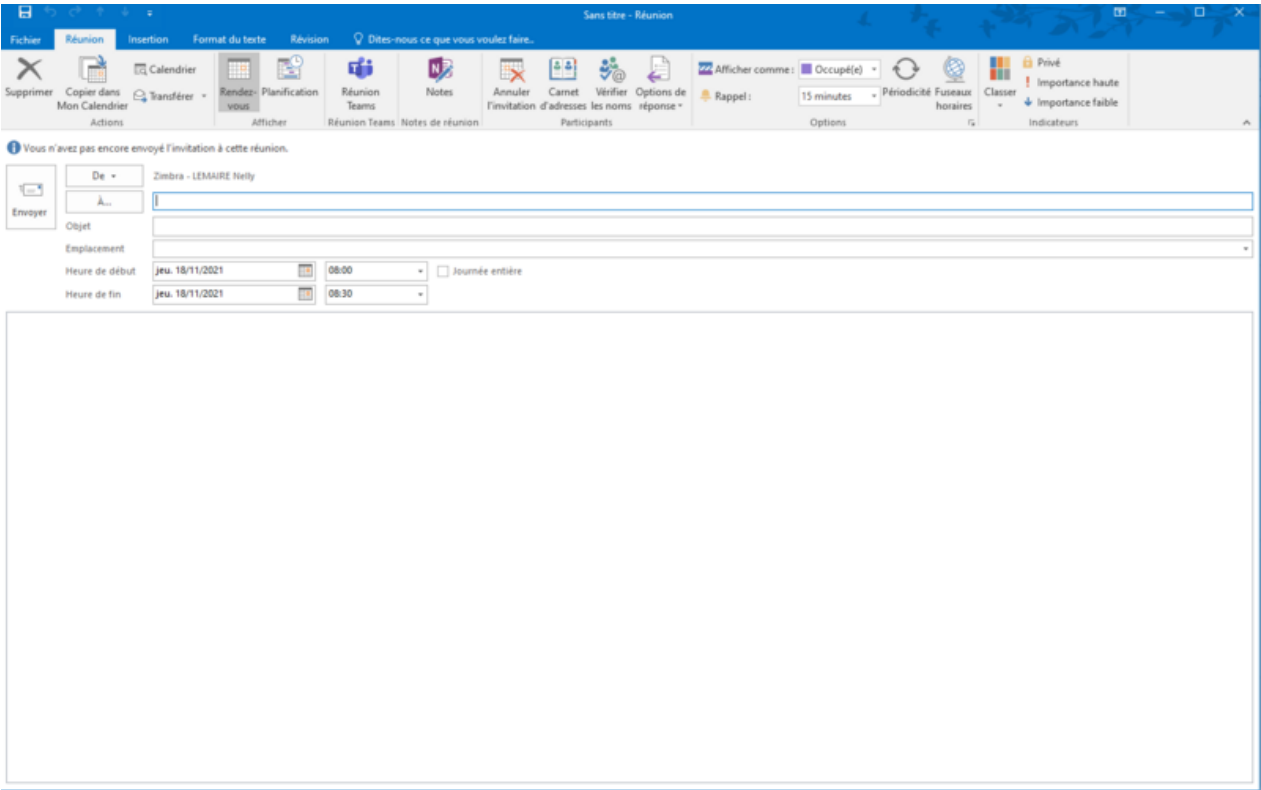 Sans titre - Réunion
Fichier Réunion Insertion Format du texte Révision Dites-nous ce que vous voulez faire..
Supprimer Copier dans Mon Calendrier Calendrier Transférer
Rendez-vous Planification
Réunion Teams
Notes
Annuler l'invitation Carnet d'adresses Vérifier les noms Options de réponse
Afficher comme : Occupé(e)
Rappel : 15 minutes
Périodicité Fuseaux horaires
Classer
Privé
Importance haute
Importance faible
Actions Afficher Réunion Teams Notes de réunion Participants Options Indicateurs
Vous n'avez pas encore envoyé l'invitation à cette réunion.
Envoyer
De Zimbra - LEMAIRE Nelly
À...
Objet
Emplacement
Heure de début jeu. 18/11/2021 08:00 Journée entière
Heure de fin jeu. 18/11/2021 08:30